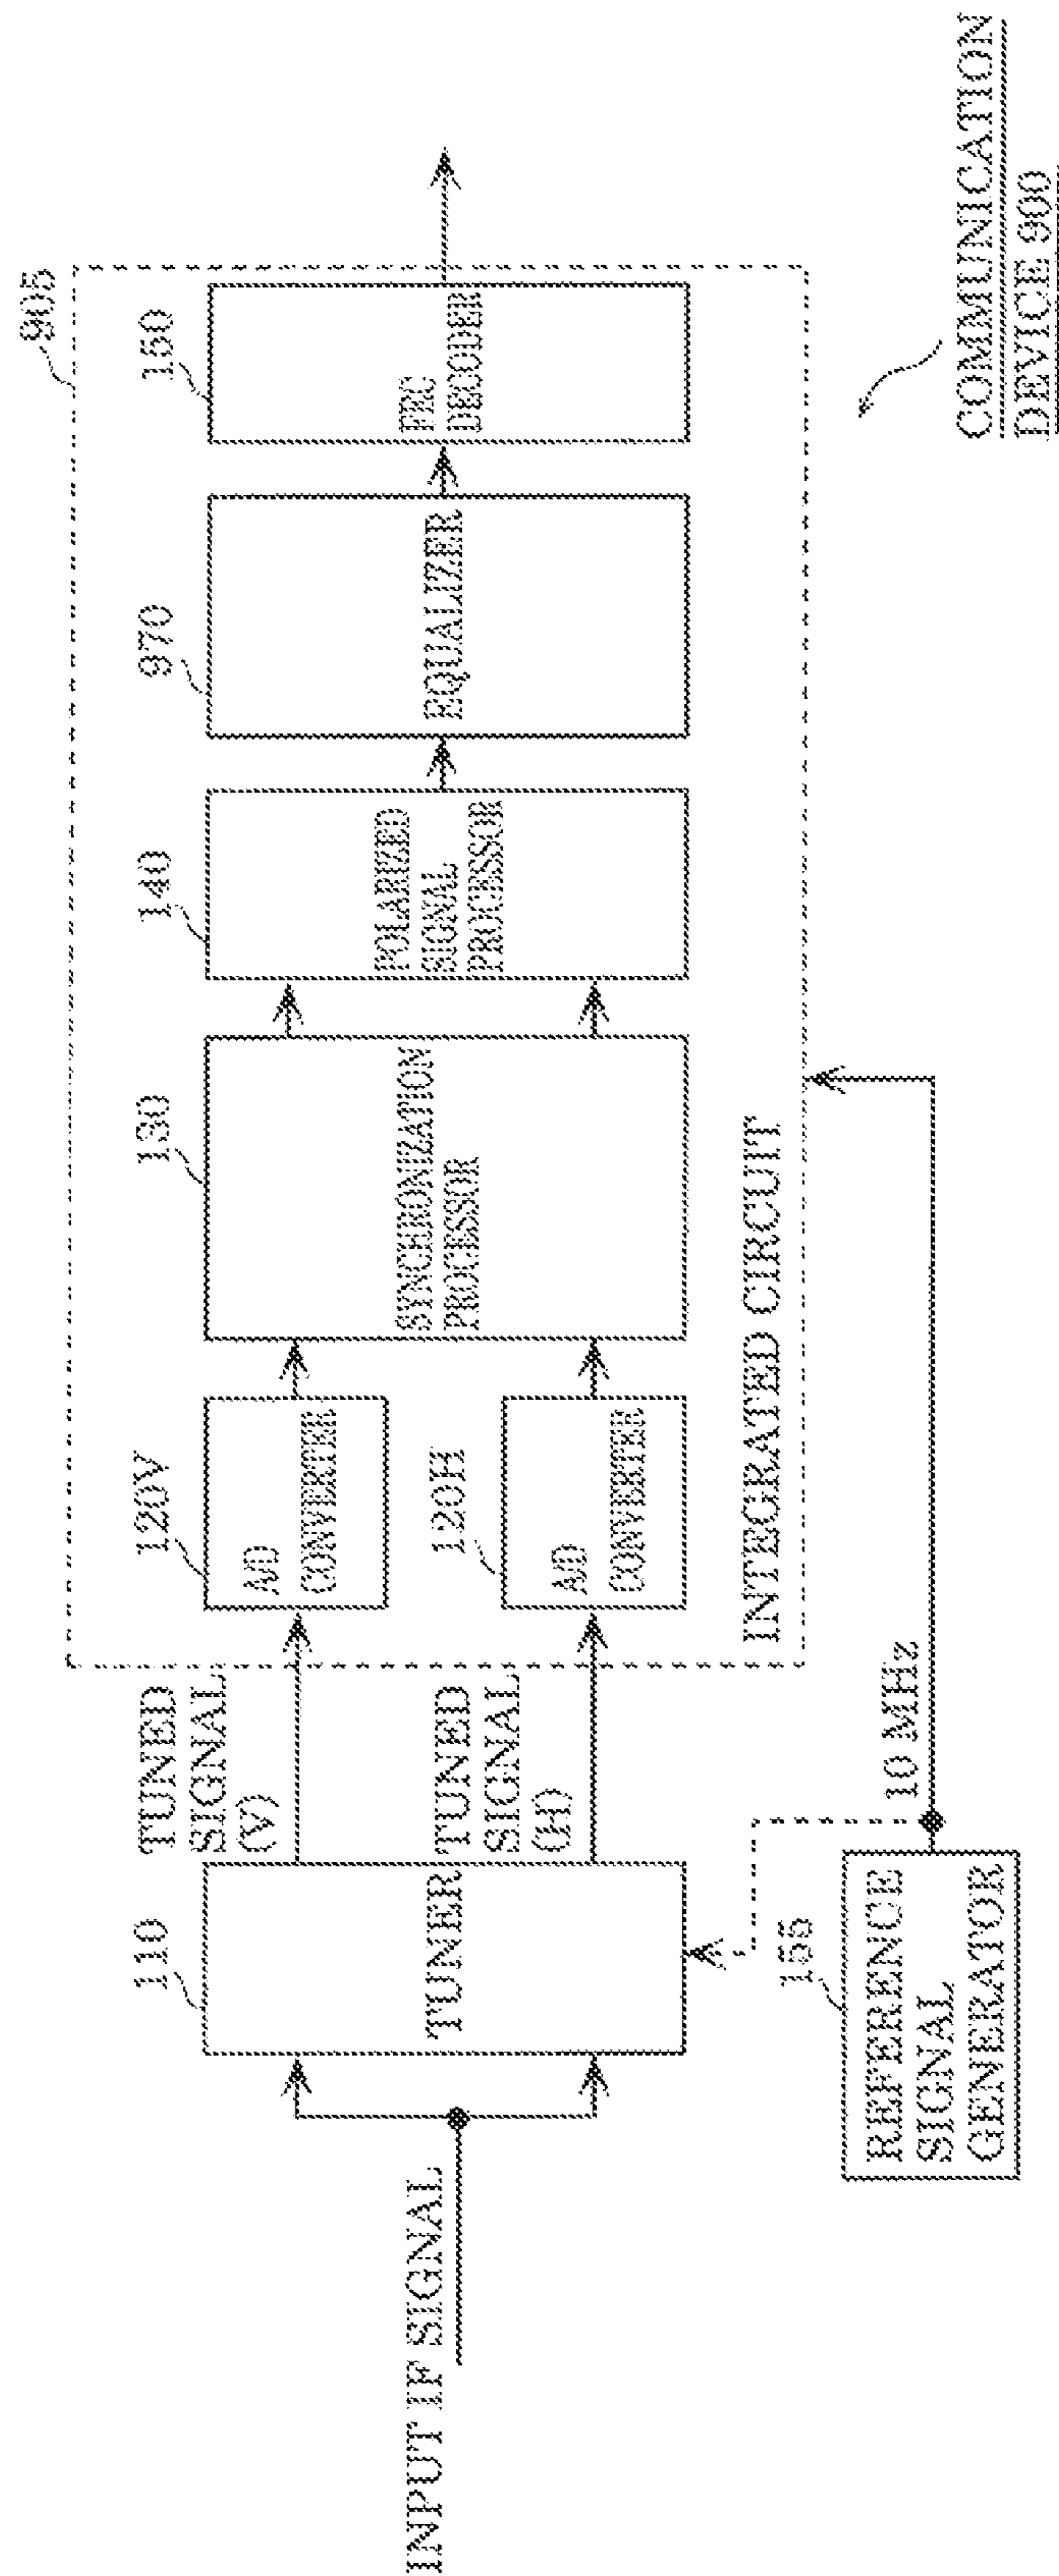 905
120V
A/D
CONVERTER
120H
A/D
CONVERTER
130
SYNCHRONIZATION
PROCESSOR
140
POLARIZED
SIGNAL
PROCESSOR
970
EQUALIZER
150
FEC
DECODER
INTEGRATED CIRCUIT
110
TUNER
TUNED
SIGNAL
(V)
TUNED
SIGNAL
(H)
INPUT IF SIGNAL
155
REFERENCE
SIGNAL
GENERATOR
10 MHz
COMMUNICATION
DEVICE 900